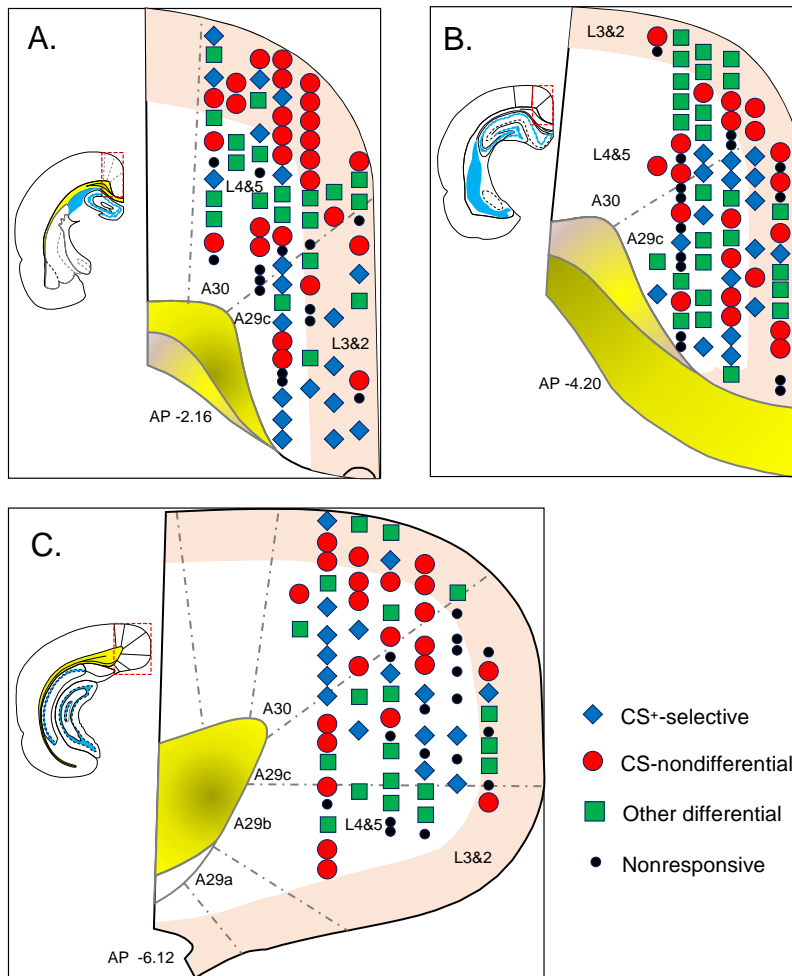 A.
L4&5
A30
A29c
L3&2
AP -2.16
B.
L3&2
L4&5
A30
A29c
AP -4.20
C.
A30
A29c
A29b
L4&5
A29a
L3&2
AP -6.12
CS+-selective
CS-nondifferential
Other differential
Nonresponsive